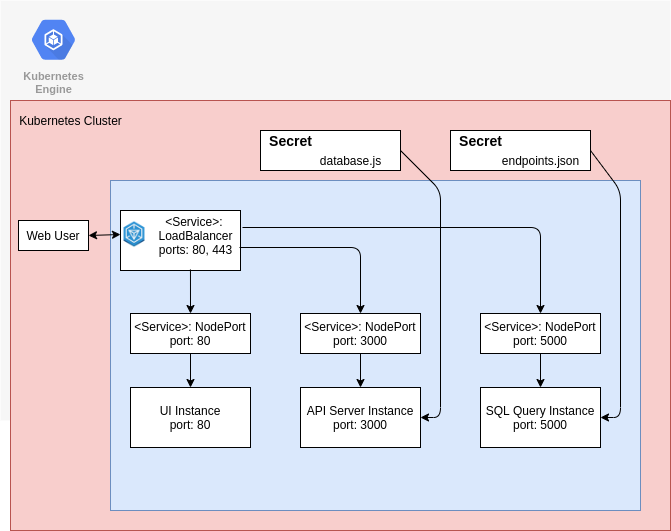 Kubernetes
Engine
Kubernetes Cluster
Secret
database.js
Secret
endpoints.json
Web User
<Service>:
LoadBalancer
ports: 80, 443
<Service>: NodePort
port: 80
<Service>: NodePort
port: 3000
<Service>: NodePort
port: 5000
UI Instance
port: 80
API Server Instance
port: 3000
SQL Query Instance
port: 5000